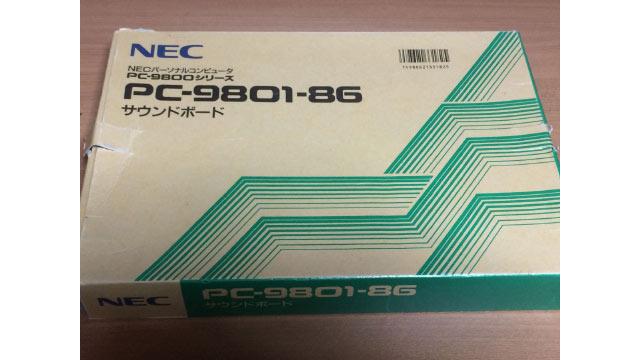 NEC
NECパーソナルコンピュータ
PC-9800シリーズ
PC-9801-86
サウンドボード
NEC
PC-9801-86
サウンドボード